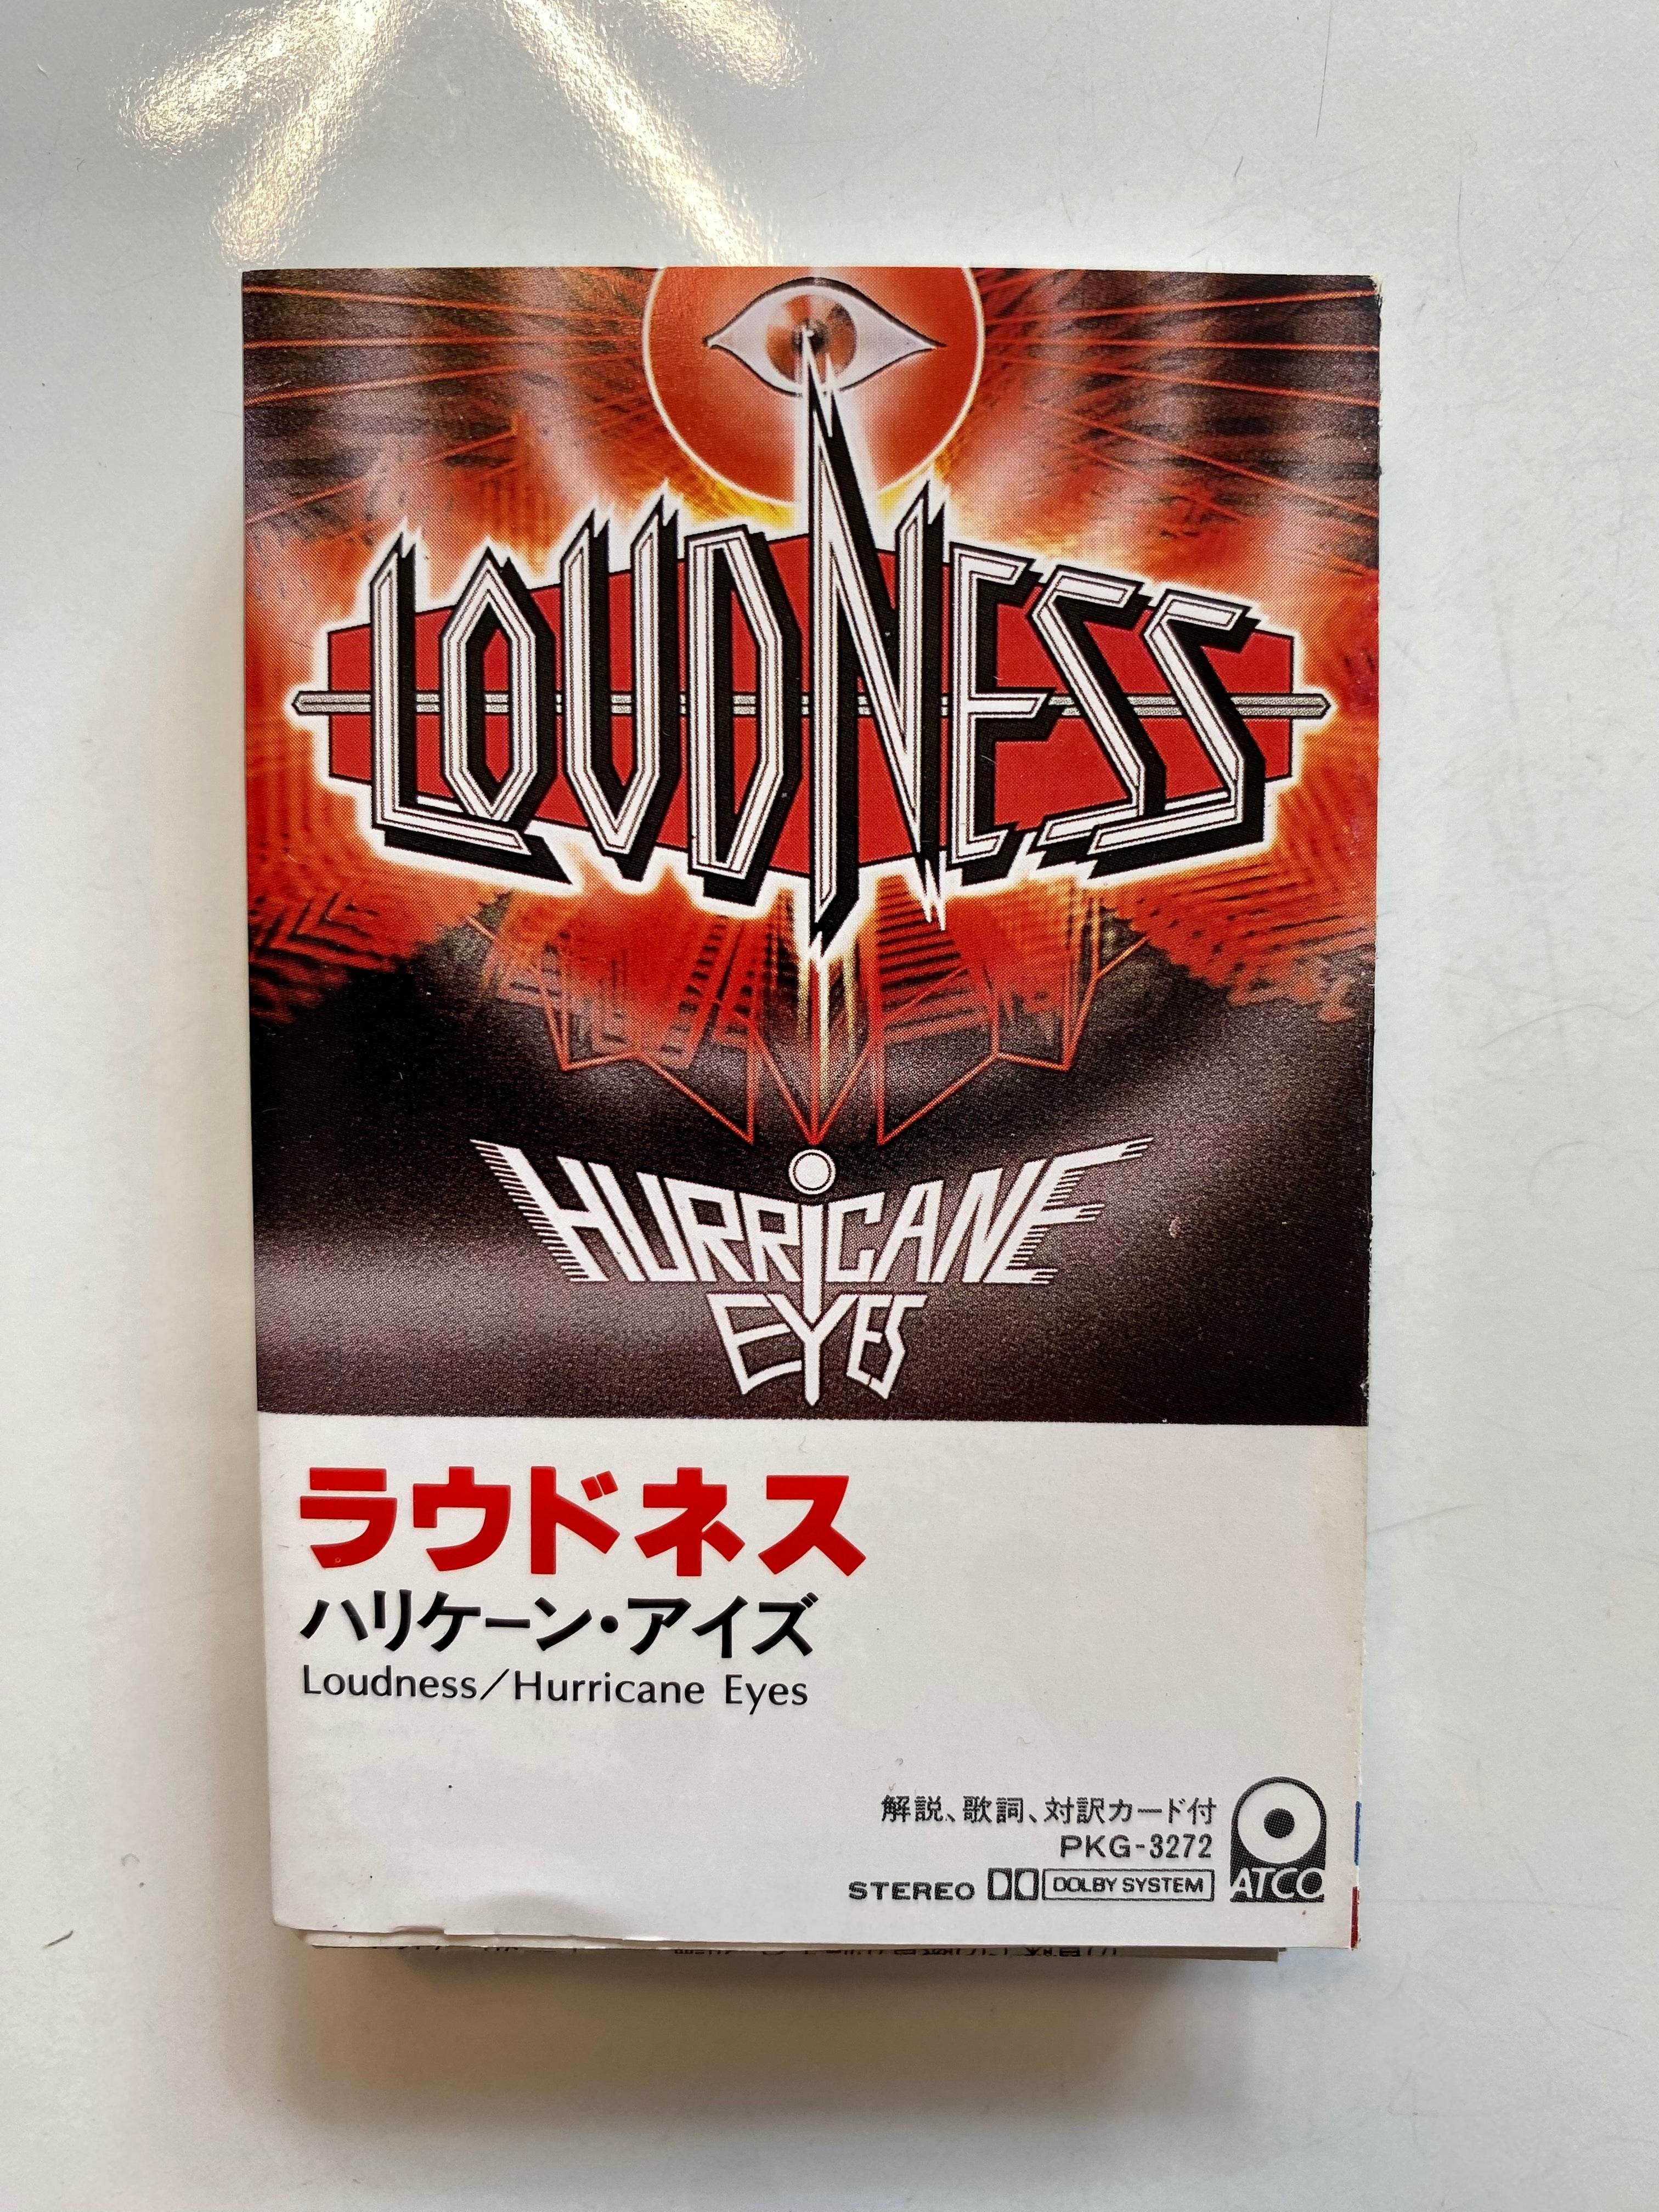 LOUDNESS
HURRICANE
EYES
ラウドネス
ハリケーン・アイズ
Loudness／Hurricane Eyes
解説、歌詞、対訳カード付
PKG-3272
STEREO DOLBY SYSTEM
ATCO